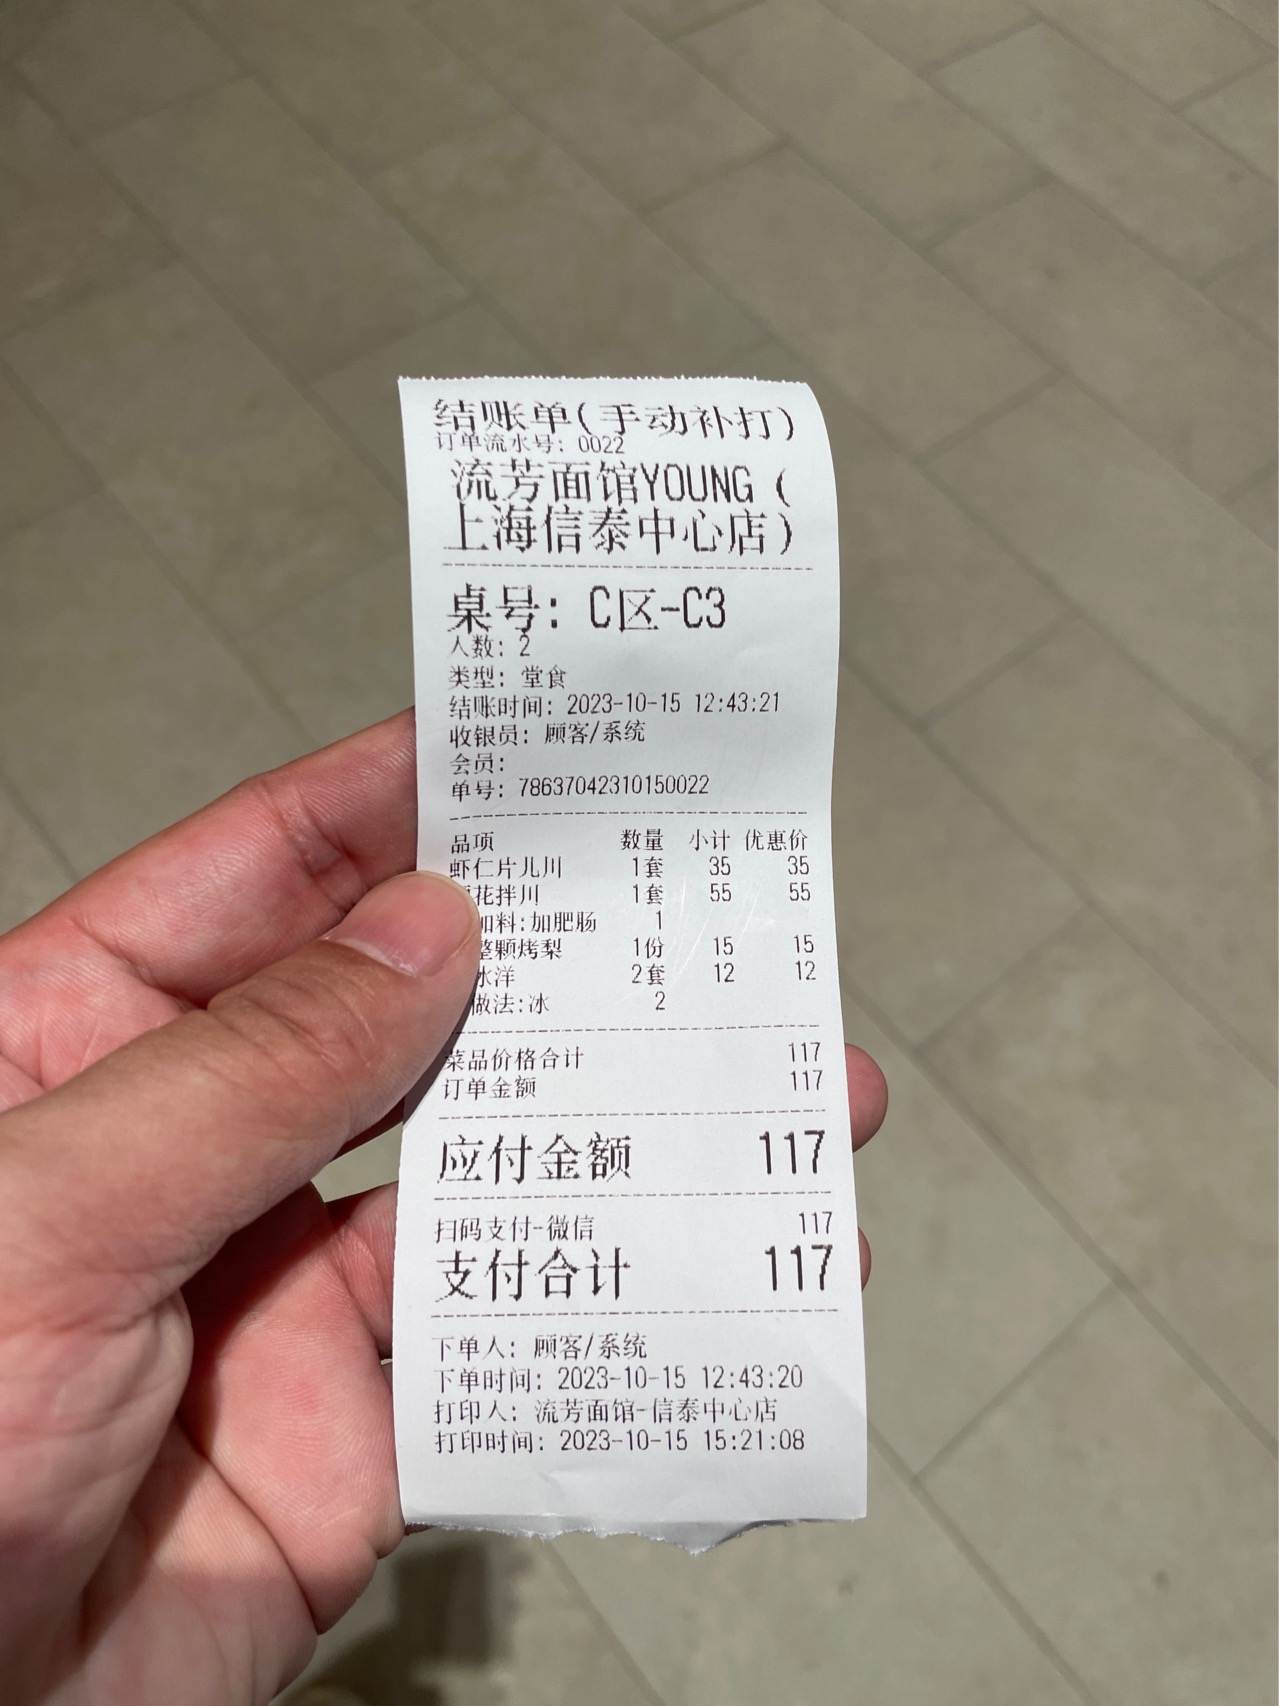 结账单(手动补打)
订单流水号: 0022
流芳面馆YOUNG(
上海信泰中心店)
桌号: C区-C3
人数: 2
类型: 堂食
结账时间: 2023-10-15 12:43:21
收银员: 顾客/系统
会员:
单号: 78637042310150022
品项 数量 小计 优惠价
虾仁片儿川 1套 35 35
花拌川 1套 55 55
加料:加肥肠 1
整颗烤梨 1份 15 15
冰洋 2套 12 12
做法:冰 2
菜品价格合计 117
订单金额 117
应付金额 117
扫码支付-微信 117
支付合计 117
下单人: 顾客/系统
下单时间: 2023-10-15 12:43:20
打印人: 流芳面馆-信泰中心店
打印时间: 2023-10-15 15:21:08